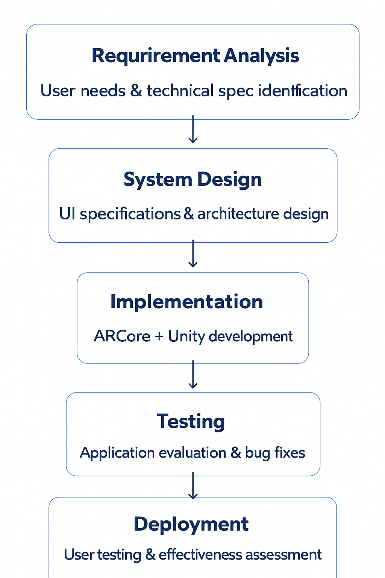 Requrirement Analysis
User needs & technical spec identfication
System Design
UI specifications & architecture design
Implementation
ARCore + Unity development
Testing
Application evaluation & bug fixes
Deployment
User testing & effectiveness assessment